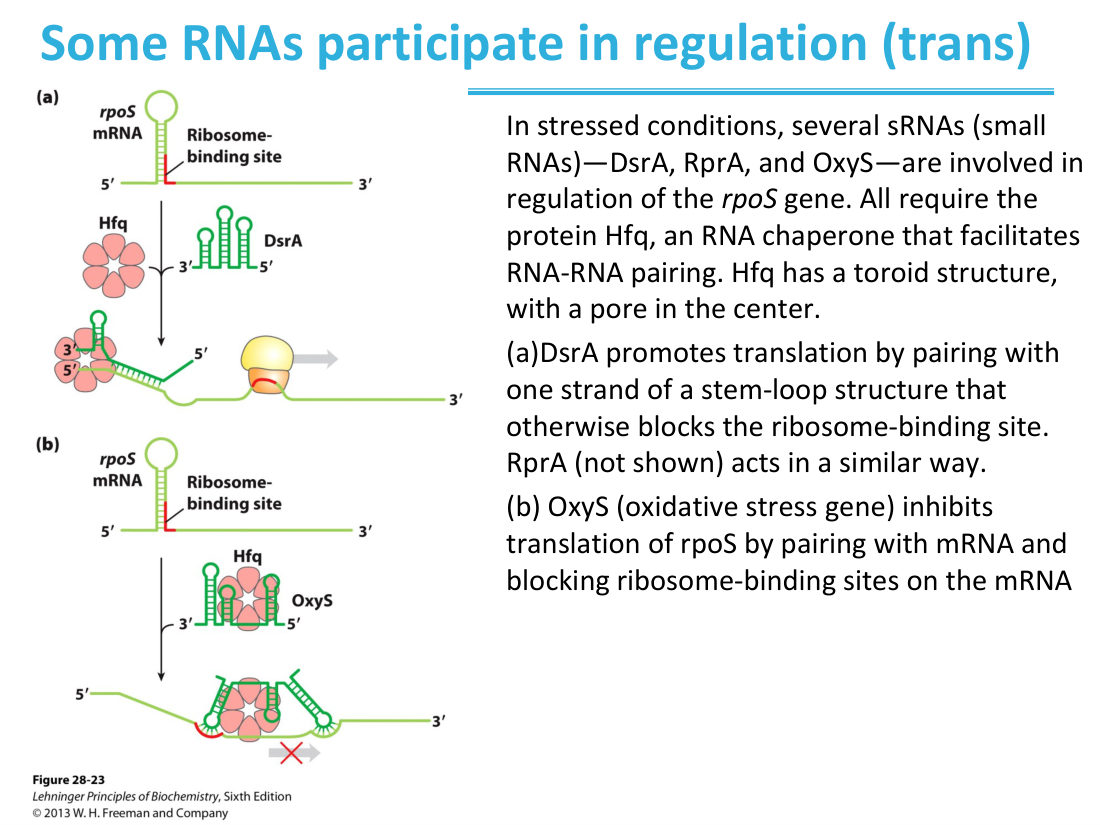 Some RNAs participate in regulation (trans)
(a)
rpoS
mRNA
Ribosome-
binding site
5′
3′
Hfq
DsrA
3′
5′
3′
5′
5′
3′
(b)
rpoS
mRNA
Ribosome-
binding site
5′
3′
Hfq
OxyS
3′
5′
5′
3′
Figure 28-23
Lehninger Principles of Biochemistry, Sixth Edition
© 2013 W. H. Freeman and Company
In stressed conditions, several sRNAs (small
RNAs)—DsrA, RprA, and OxyS—are involved in
regulation of the rpoS gene. All require the
protein Hfq, an RNA chaperone that facilitates
RNA-RNA pairing. Hfq has a toroid structure,
with a pore in the center.
(a)DsrA promotes translation by pairing with
one strand of a stem-loop structure that
otherwise blocks the ribosome-binding site.
RprA (not shown) acts in a similar way.
(b) OxyS (oxidative stress gene) inhibits
translation of rpoS by pairing with mRNA and
blocking ribosome-binding sites on the mRNA